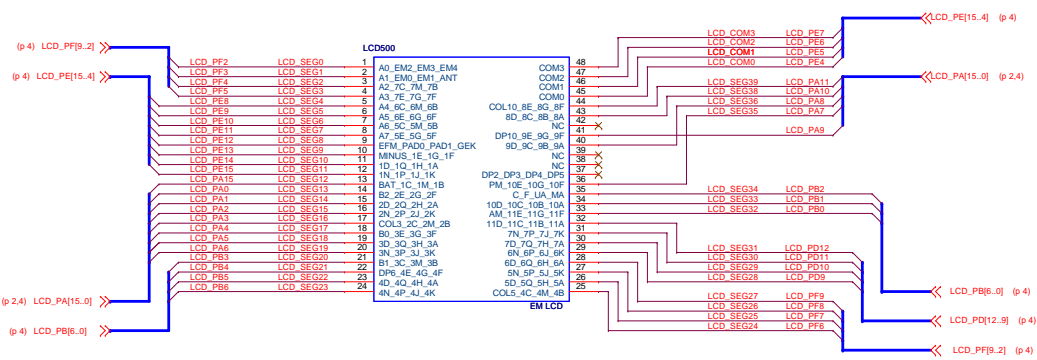 LCD500
(p 4) LCD_PF[9..2]
(p 4) LCD_PE[15..4]
LCD_PF2 LCD_SEG0 1 A0_EM2_EM3_EM4
LCD_PF3 LCD_SEG1 2 A1_EM0_EM1_ANT
LCD_PF4 LCD_SEG2 3 A2_7C_7M_7B
LCD_PF5 LCD_SEG3 4 A3_7E_7G_7F
LCD_PE8 LCD_SEG4 5 A4_6C_6M_6B
LCD_PE9 LCD_SEG5 6 A5_6E_6G_6F
LCD_PE10 LCD_SEG6 7 A6_5C_5M_5B
LCD_PE11 LCD_SEG7 8 A7_5E_5G_5F
LCD_PE12 LCD_SEG8 9 EFM_PAD0_PAD1_GEK
LCD_PE13 LCD_SEG9 10 MINUS_1E_1G_1F
LCD_PE14 LCD_SEG10 11 1D_1Q_1H_1A
LCD_PE15 LCD_SEG11 12 1N_1P_1J_1K
LCD_PA15 LCD_SEG12 13 BAT_1C_1M_1B
LCD_PA0 LCD_SEG13 14 B2_2E_2G_2F
LCD_PA1 LCD_SEG14 15 2D_2Q_2H_2A
LCD_PA2 LCD_SEG15 16 2N_2P_2J_2K
LCD_PA3 LCD_SEG16 17 COL3_2C_2M_2B
LCD_PA4 LCD_SEG17 18 B0_3E_3G_3F
LCD_PA5 LCD_SEG18 19 3D_3Q_3H_3A
LCD_PA6 LCD_SEG19 20 3N_3P_3J_3K
LCD_PB3 LCD_SEG20 21 B1_3C_3M_3B
LCD_PB4 LCD_SEG21 22 DP6_4E_4G_4F
LCD_PB5 LCD_SEG22 23 4D_4Q_4H_4A
LCD_PB6 LCD_SEG23 24 4N_4P_4J_4K
(p 2,4) LCD_PA[15..0]
(p 4) LCD_PB[6..0]
LCD_PE[15..4] (p 4)
LCD_PA[15..0] (p 2,4)
COM3 48 LCD_COM3 LCD_PE7
COM2 47 LCD_COM2 LCD_PE6
COM1 46 LCD_COM1 LCD_PE5
COM0 45 LCD_COM0 LCD_PE4
COL10_8E_8G_8F 44 LCD_SEG39 LCD_PA11
8D_8C_8B_8A 43 LCD_SEG38 LCD_PA10
NC 42
DP10_9E_9G_9F 41 LCD_SEG36 LCD_PA8
9D_9C_9B_9A 40 LCD_SEG35 LCD_PA7
LCD_PA9
NC 39
NC 38
DP2_DP3_DP4_DP5 37
PM_10E_10G_10F 36
C_F_UA_MA 35 LCD_SEG34 LCD_PB2
10D_10C_10B_10A 34 LCD_SEG33 LCD_PB1
AM_11E_11G_11F 33 LCD_SEG32 LCD_PB0
11D_11C_11B_11A 32
7N_7P_7J_7K 31 LCD_SEG31 LCD_PD12
7D_7Q_7H_7A 30 LCD_SEG30 LCD_PD11
6N_6P_6J_6K 29 LCD_SEG29 LCD_PD10
6D_6Q_6H_6A 28 LCD_SEG28 LCD_PD9
5N_5P_5J_5K 27 LCD_SEG27 LCD_PF9
5D_5Q_5H_5A 26 LCD_SEG26 LCD_PF8
COL5_4C_4M_4B 25 LCD_SEG25 LCD_PF7
LCD_SEG24 LCD_PF6
EM LCD
LCD_PB[6..0] (p 4)
LCD_PD[12..9] (p 4)
LCD_PF[9..2] (p 4)